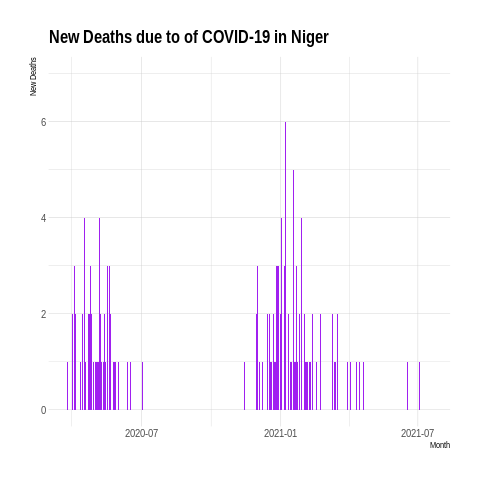 New Deaths due to of COVID-19 in Niger
New Deaths
6
4
2
0
2020-07
2021-01
2021-07
Month